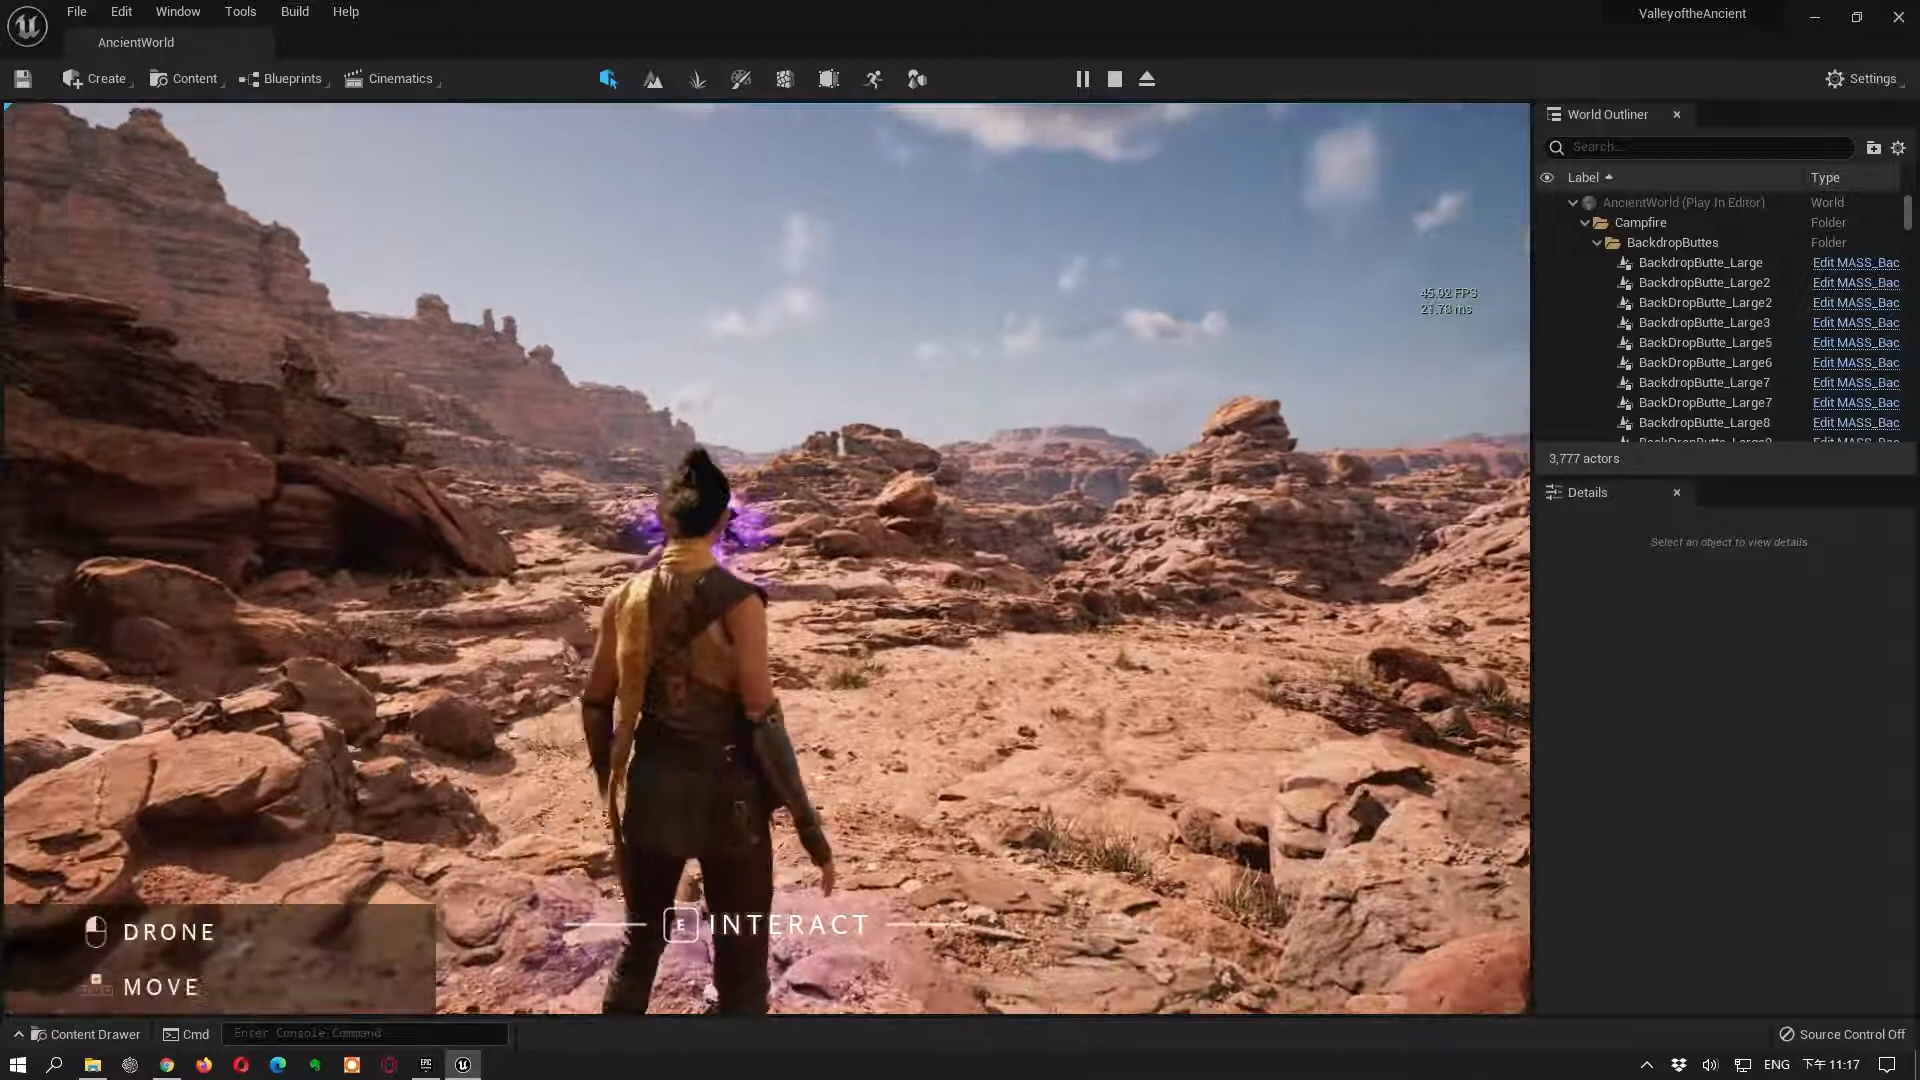 File Edit Window Tools Build Help
ValleyoftheAncient
AncientWorld
Create Content Blueprints Cinematics
Settings
World Outliner
Search...
Label Type
AncientWorld (Play In Editor) World
Campfire Folder
BackdropButtes Folder
BackdropButte_Large Edit MASS_Bac
BackdropButte_Large2 Edit MASS_Bac
BackDropButte_Large2 Edit MASS_Bac
BackdropButte_Large3 Edit MASS_Bac
BackDropButte_Large5 Edit MASS_Bac
BackDropButte_Large6 Edit MASS_Bac
BackdropButte_Large7 Edit MASS_Bac
BackDropButte_Large7 Edit MASS_Bac
BackdropButte_Large8 Edit MASS_Bac
3,777 actors
Details
Select an object to view details
45.02 FPS
21.78 ms
E INTERACT
DRONE
MOVE
Content Drawer Cmd Enter Console Command
Source Control Off
EPIC
ENG 下午 11:17